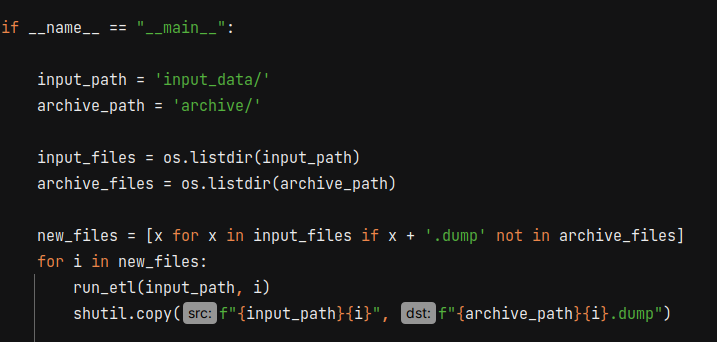 if __name__ == "__main__":
input_path = 'input_data/'
archive_path = 'archive/'
input_files = os.listdir(input_path)
archive_files = os.listdir(archive_path)
new_files = [x for x in input_files if x + '.dump' not in archive_files]
for i in new_files:
run_etl(input_path, i)
shutil.copy( src: f"{input_path}{i}", dst: f"{archive_path}{i}.dump")